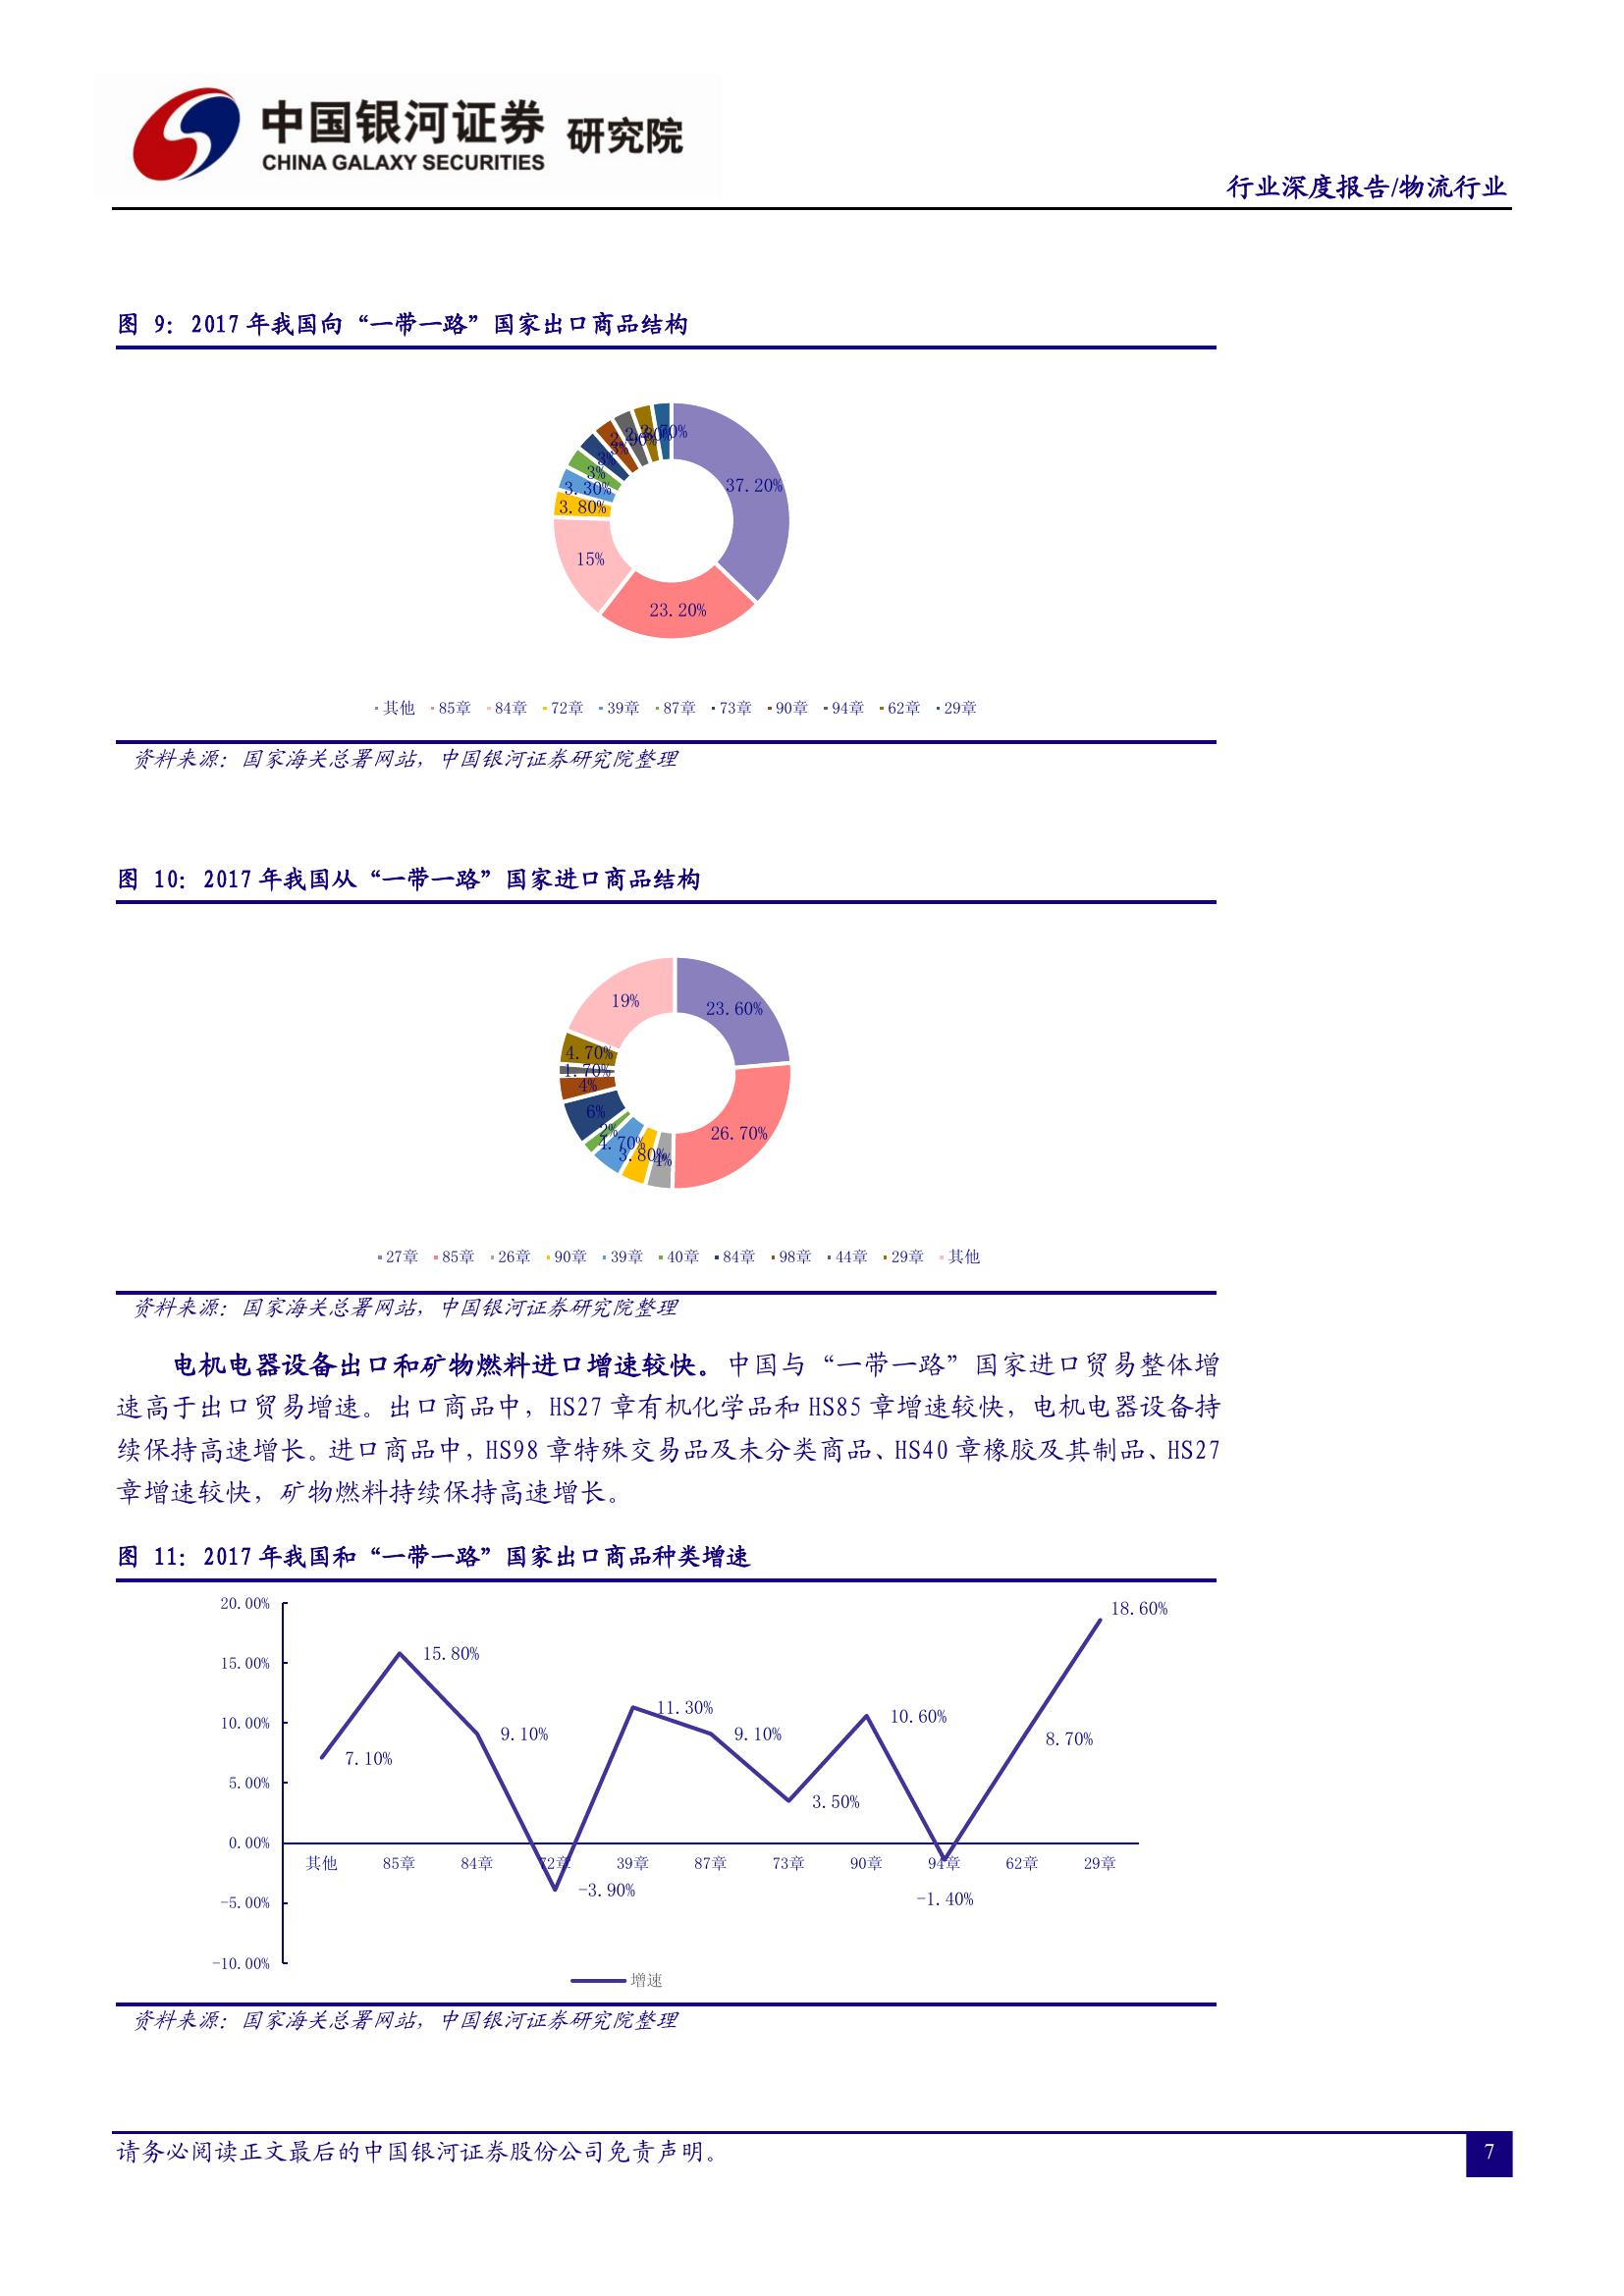 中国银河证券 研究院
CHINA GALAXY SECURITIES
行业深度报告/物流行业
图 9：2017 年我国向“一带一路”国家出口商品结构
37.20%
23.20%
15%
3.80%
3.30%
3%
3%
3%
其他 85章 84章 72章 39章 87章 73章 90章 94章 62章 29章
资料来源：国家海关总署网站，中国银河证券研究院整理
图 10：2017 年我国从“一带一路”国家进口商品结构
23.60%
26.70%
4%
3.80%
4.70%
2%
6%
4%
1.70%
4.70%
19%
27章 85章 26章 90章 39章 40章 84章 98章 44章 29章 其他
资料来源：国家海关总署网站，中国银河证券研究院整理
电机电器设备出口和矿物燃料进口增速较快。中国与“一带一路”国家进口贸易整体增
速高于出口贸易增速。出口商品中，HS27 章有机化学品和 HS85 章增速较快，电机电器设备持
续保持高速增长。进口商品中，HS98 章特殊交易品及未分类商品、HS40 章橡胶及其制品、HS27
章增速较快，矿物燃料持续保持高速增长。
图 11：2017 年我国和“一带一路”国家出口商品种类增速
20.00%
15.00%
10.00%
5.00%
0.00%
-5.00%
-10.00%
7.10%
15.80%
9.10%
-3.90%
11.30%
9.10%
3.50%
10.60%
-1.40%
8.70%
18.60%
其他 85章 84章 72章 39章 87章 73章 90章 94章 62章 29章
增速
资料来源：国家海关总署网站，中国银河证券研究院整理
请务必阅读正文最后的中国银河证券股份公司免责声明。
7